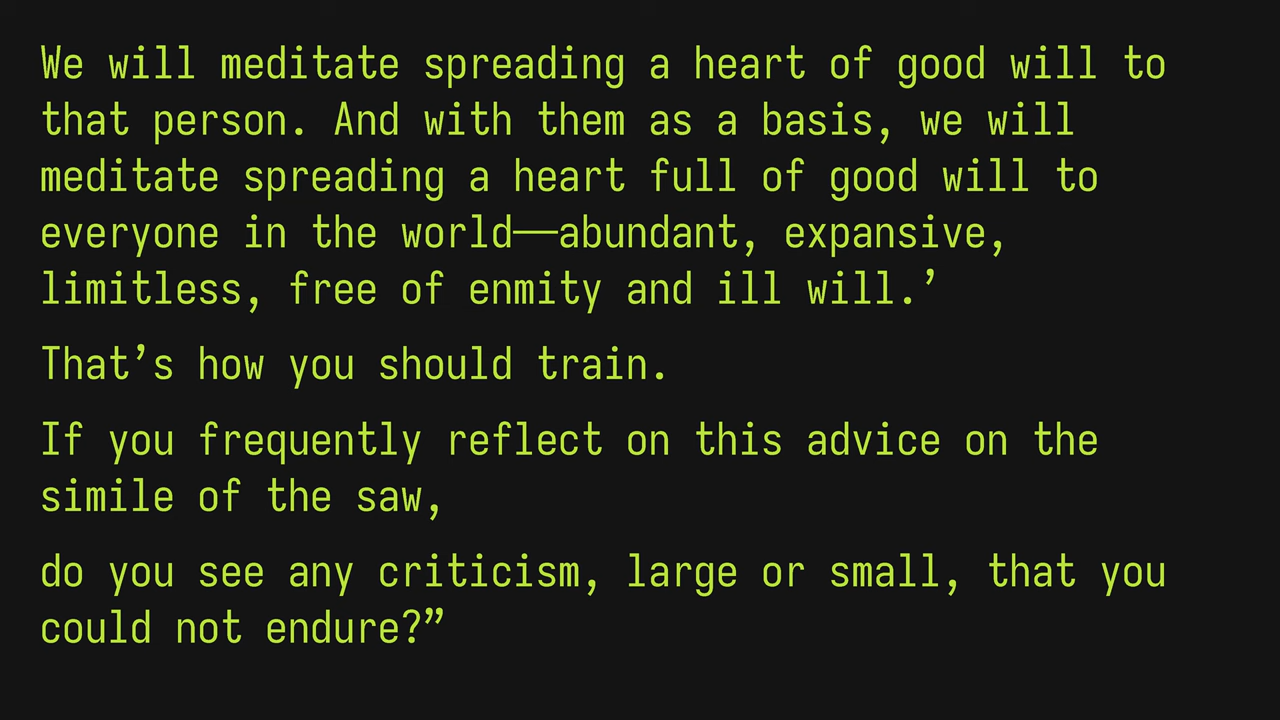 We will meditate spreading a heart of good will to
that person. And with them as a basis, we will
meditate spreading a heart full of good will to
everyone in the world—abundant, expansive,
limitless, free of enmity and ill will.’
That’s how you should train.
If you frequently reflect on this advice on the
simile of the saw,
do you see any criticism, large or small, that you
could not endure?”